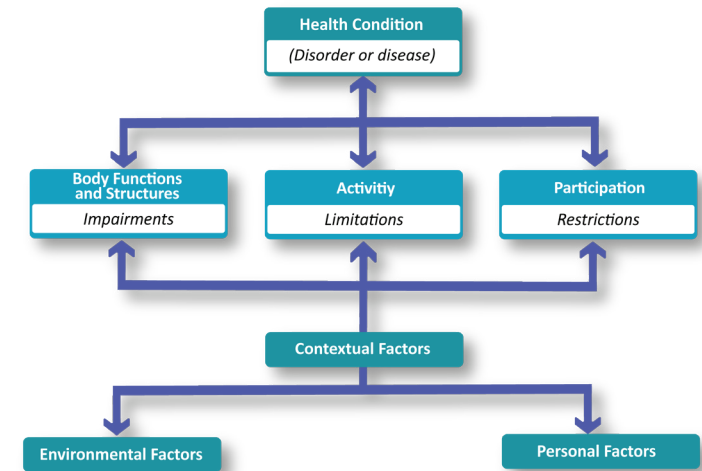 Health Condition
(Disorder or disease)
Body Functions
and Structures
Impairments
Activity
Limitations
Participation
Restrictions
Contextual Factors
Environmental Factors
Personal Factors